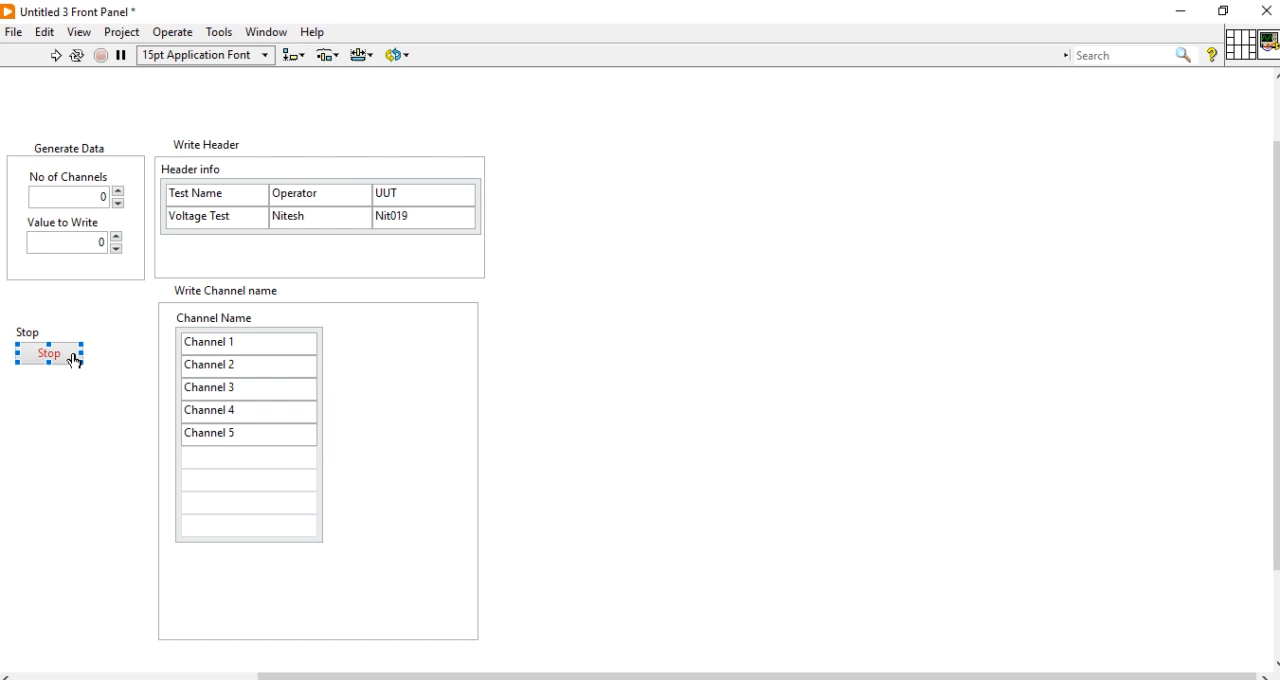 Untitled 3 Front Panel *
File Edit View Project Operate Tools Window Help
15pt Application Font
Search
?
Generate Data
No of Channels
0
Value to Write
0
Write Header
Header info
Test Name Operator UUT
Voltage Test Nitesh Nit019
Write Channel name
Channel Name
Channel 1
Channel 2
Channel 3
Channel 4
Channel 5
Stop
Stop